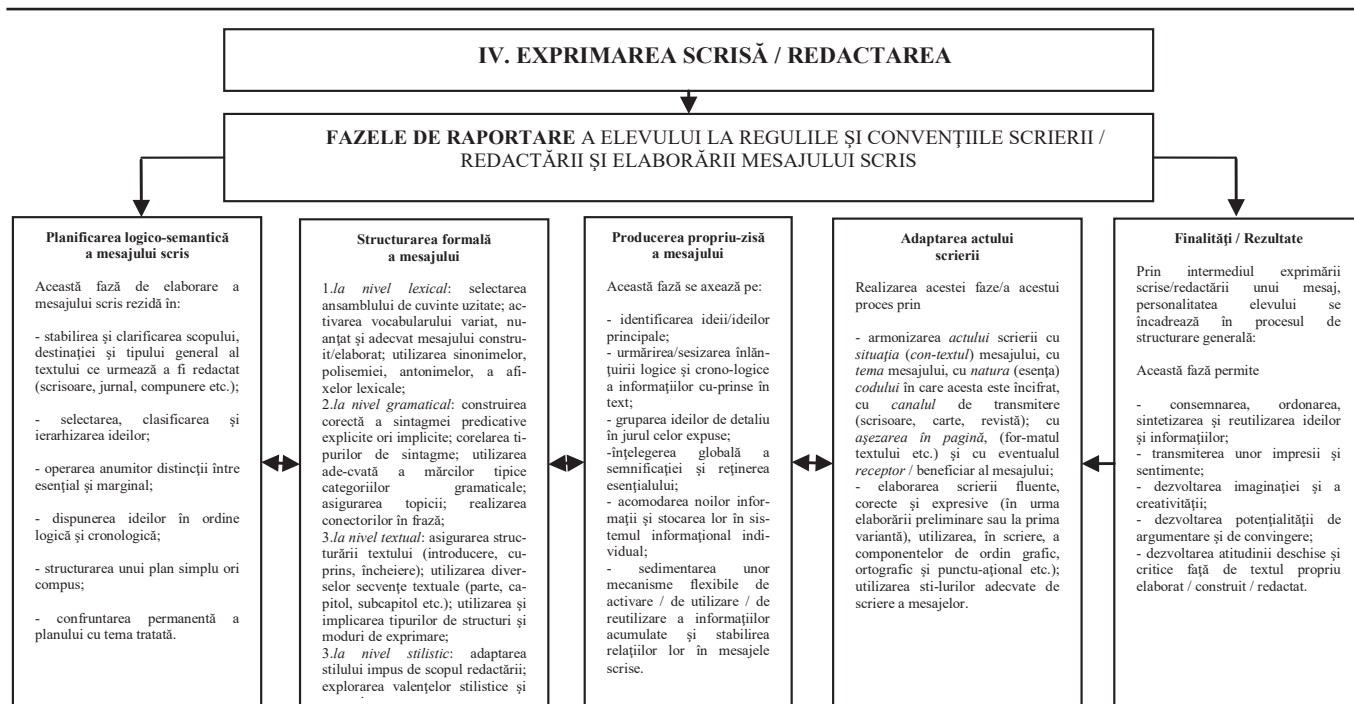 IV. EXPRIMAREA SCRISĂ / REDACTAREA
FAZELE DE RAPORTARE A ELEVULUI LA REGULILE ŞI CONVENŢIILE SCRIERII /
REDACTĂRII ŞI ELABORĂRII MESAJULUI SCRIS
Planificarea logico-semantică
a mesajului scris
Această fază de elaborare a
mesajului scris rezidă în:
- stabilirea şi clarificarea scopului,
destinaţiei şi tipului general al
textului ce urmează a fi redactat
(scrisoare, jurnal, compunere etc.);
- selectarea, clasificarea şi
ierarhizarea ideilor;
- operarea anumitor distincţii între
esenţial şi marginal;
- dispunerea ideilor în ordine
logică şi cronologică;
- structurarea unui plan simplu ori
compus;
- confruntarea permanentă a
planului cu tema tratată.
Structurarea formală
a mesajului
1.la nivel lexical: selectarea
ansamblului de cuvinte uzitate; ac-
tivarea vocabularului variat, nu-
anţat şi adecvat mesajului constru-
it/elaborat; utilizarea sinonimelor,
polisemiei, antonimelor, a afi-
xelor lexicale;
2.la nivel gramatical: construirea
corectă a sintagmei predicative
explicite ori implicite; corelarea ti-
purilor de sintagme; utilizarea
ade-cvată a mărcilor tipice
categoriilor gramaticale;
asigurarea topicii; realizarea
conectorilor în frază;
3.la nivel textual: asigurarea struc-
turării textului (introducere, cu-
prins, încheiere); utilizarea diver-
selor secvenţe textuale (parte, ca-
pitol, subcapitol etc.); utilizarea şi
implicarea tipurilor de structuri şi
moduri de exprimare;
3.la nivel stilistic: adaptarea
stilului impus de scopul redactării;
explorarea valenţelor stilistice şi
Producerea propriu-zisă
a mesajului
Această fază se axează pe:
- identificarea ideii/ideilor
principale;
- urmărirea/sesizarea înlăn-
ţuirii logice şi crono-logice
a informaţiilor cu-prinse în
text;
- gruparea ideilor de detaliu
în jurul celor expuse;
-înţelegerea globală a
semnificaţiei şi reţinerea
esenţialului;
- acomodarea noilor infor-
maţii şi stocarea lor în sis-
temul informaţional indi-
vidual;
- sedimentarea unor
mecanisme flexibile de
activare / de utilizare / de
reutilizare a informaţiilor
acumulate şi stabilirea
relaţiilor lor în mesajele
scrise.
Adaptarea actului
scrierii
Realizarea acestei faze/a acestui
proces prin
- armonizarea actului scrierii cu
situaţia (con-textul) mesajului, cu
tema mesajului, cu natura (esenţa)
codului în care acesta este încifrat,
cu canalul de transmitere
(scrisoare, carte, revistă); cu
aşezarea în pagină, (for-matul
textului etc.) şi cu eventualul
receptor / beneficiar al mesajului;
- elaborarea scrierii fluente,
corecte şi expresive (în urma
elaborării preliminare sau la prima
variantă), utilizarea, în scriere, a
componentelor de ordin grafic,
ortografic şi punctu-aţional etc.);
utilizarea sti-lurilor adecvate de
scriere a mesajelor.
Finalităţi / Rezultate
Prin intermediul exprimării
scrise/redactării unui mesaj,
personalitatea elevului se
încadrează în procesul de
structurare generală:
Această fază permite
- consemnarea, ordonarea,
sintetizarea şi reutilizarea ideilor
şi informaţiilor;
- transmiterea unor impresii şi
sentimente;
- dezvoltarea imaginaţiei şi a
creativităţii;
- dezvoltarea potenţialităţii de
argumentare şi de convingere;
- dezvoltarea atitudinii deschise şi
critice faţă de textul propriu
elaborat / construit / redactat.